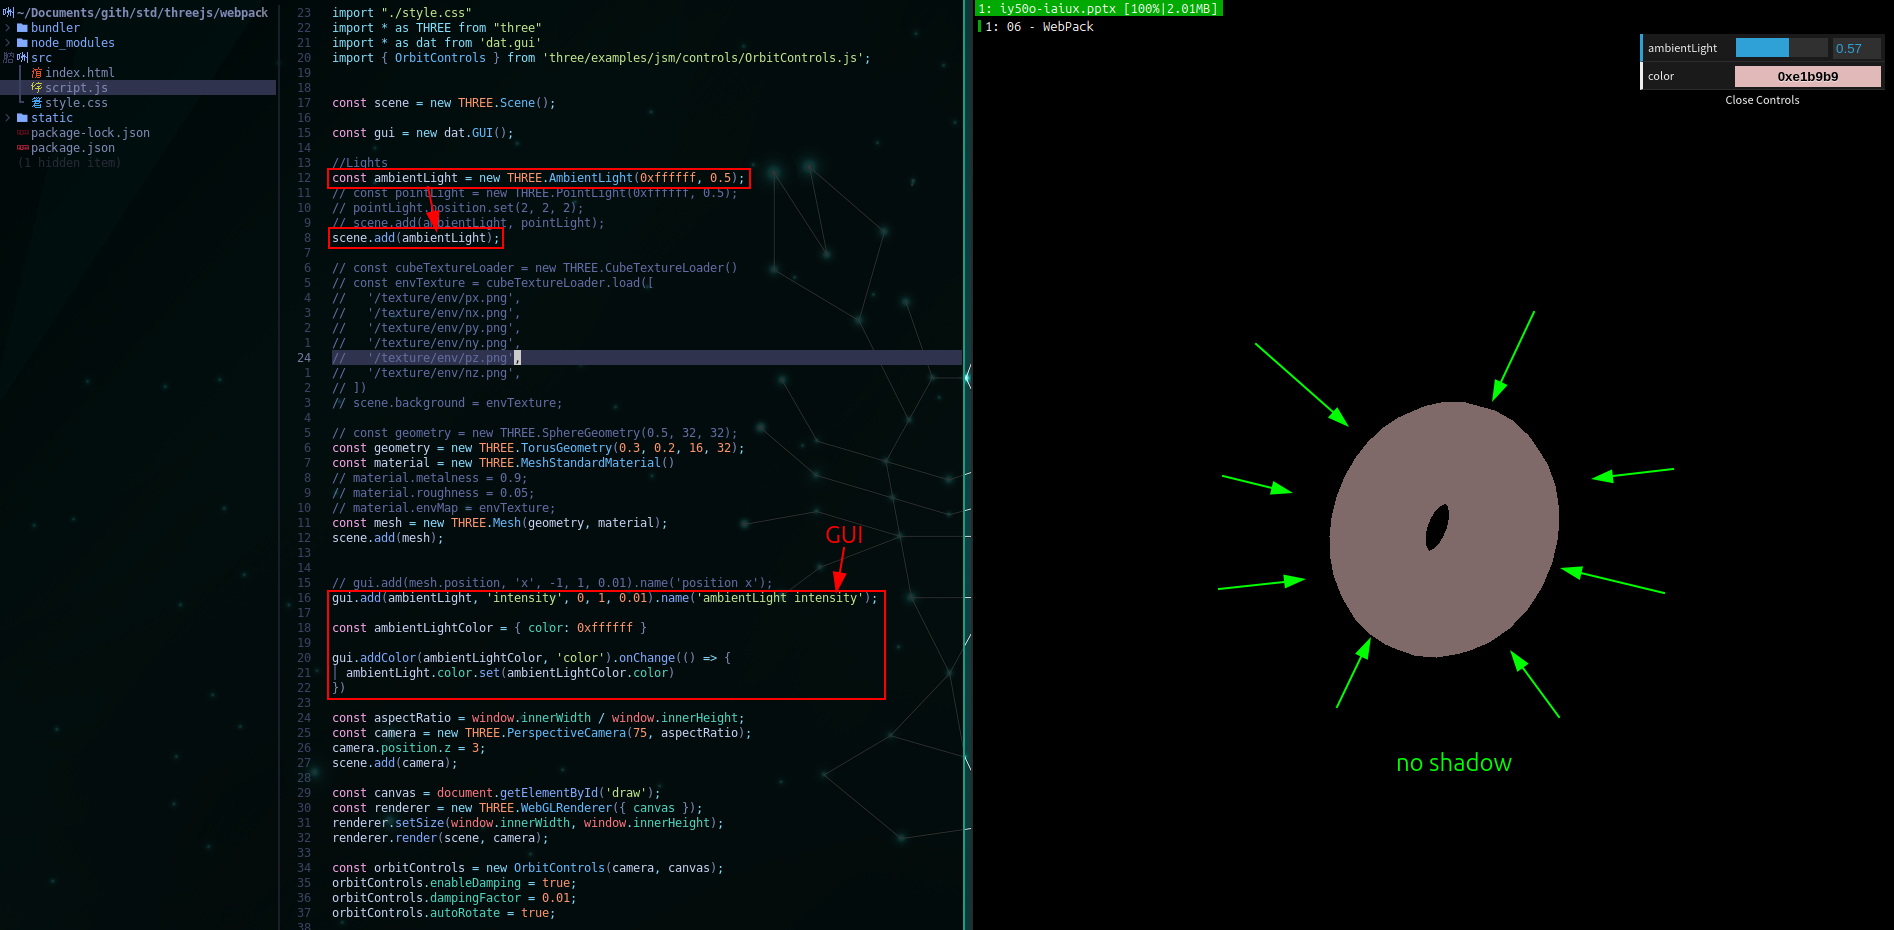 ~/Documents/gith/std/threejs/webpack
bundler
node_modules
src
index.html
script.js
style.css
static
package-lock.json
package.json
(1 hidden item)
23 import "./style.css"
22 import * as THREE from "three"
21 import * as dat from 'dat.gui'
20 import { OrbitControls } from 'three/examples/jsm/controls/OrbitControls.js';
19
18
17 const scene = new THREE.Scene();
16
15 const gui = new dat.GUI();
14
13 //Lights
12 const ambientLight = new THREE.AmbientLight(0xffffff, 0.5);
11 // const pointLight = new THREE.PointLight(0xffffff, 0.5);
10 // pointLight.position.set(2, 2, 2);
9 // scene.add(ambientLight, pointLight);
8 scene.add(ambientLight);
7
6 // const cubeTextureLoader = new THREE.CubeTextureLoader()
5 // const envTexture = cubeTextureLoader.load([
4 //   '/texture/env/px.png',
3 //   '/texture/env/nx.png',
2 //   '/texture/env/py.png',
1 //   '/texture/env/ny.png',
24 //   '/texture/env/pz.png',
1 //   '/texture/env/nz.png',
2 // ])
3 // scene.background = envTexture;
4
5 // const geometry = new THREE.SphereGeometry(0.5, 32, 32);
6 const geometry = new THREE.TorusGeometry(0.3, 0.2, 16, 32);
7 const material = new THREE.MeshStandardMaterial()
8 // material.metalness = 0.9;
9 // material.roughness = 0.05;
10 // material.envMap = envTexture;
11 const mesh = new THREE.Mesh(geometry, material);
12 scene.add(mesh);
13
GUI
14
15 // gui.add(mesh.position, 'x', -1, 1, 0.01).name('position x');
16 gui.add(ambientLight, 'intensity', 0, 1, 0.01).name('ambientLight intensity');
17
18 const ambientLightColor = { color: 0xffffff }
19
20 gui.addColor(ambientLightColor, 'color').onChange(() => {
21   ambientLight.color.set(ambientLightColor.color)
22 })
23
24 const aspectRatio = window.innerWidth / window.innerHeight;
25 const camera = new THREE.PerspectiveCamera(75, aspectRatio);
26 camera.position.z = 3;
27 scene.add(camera);
28
29 const canvas = document.getElementById('draw');
30 const renderer = new THREE.WebGLRenderer({ canvas });
31 renderer.setSize(window.innerWidth, window.innerHeight);
32 renderer.render(scene, camera);
33
34 const orbitControls = new OrbitControls(camera, canvas);
35 orbitControls.enableDamping = true;
36 orbitControls.dampingFactor = 0.01;
37 orbitControls.autoRotate = true;
38
1: iy50o-iaiux.pptx [100%|2.01MB]
1: 06 - WebPack
ambientLight 0.57
color 0xe1b9b9
Close Controls
no shadow